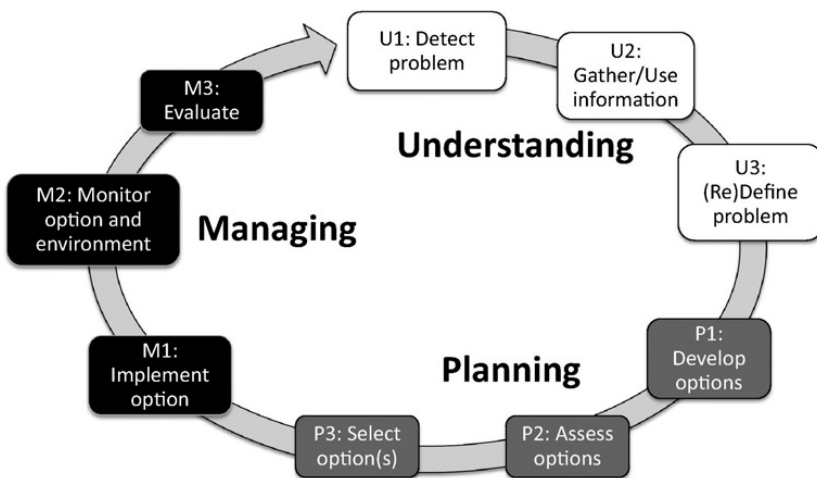 U1: Detect
problem
U2:
Gather/Use
information
U3:
(Re)Define
problem
Understanding
P1:
Develop
options
P2: Assess
options
P3: Select
option(s)
Planning
M1:
Implement
option
M2: Monitor
option and
environment
M3:
Evaluate
Managing